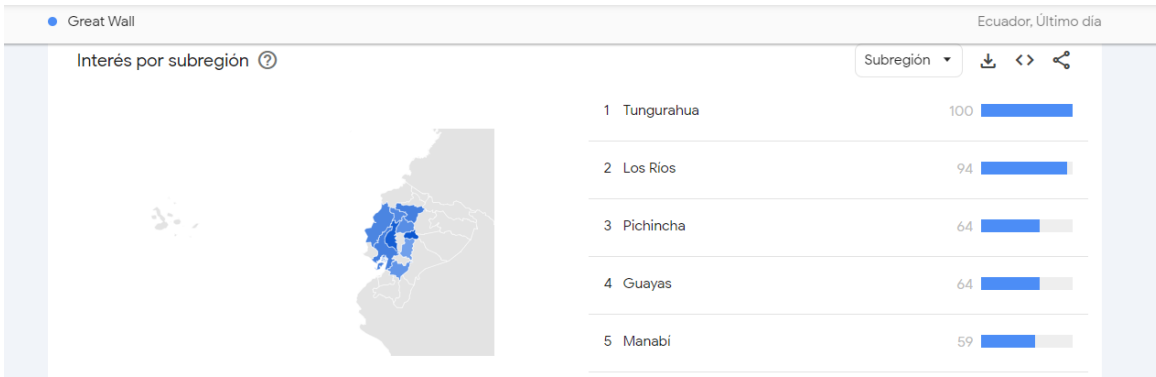 Great Wall
Ecuador, Último día
Interés por subregión
Subregión
1 Tungurahua 100
2 Los Ríos 94
3 Pichincha 64
4 Guayas 64
5 Manabí 59